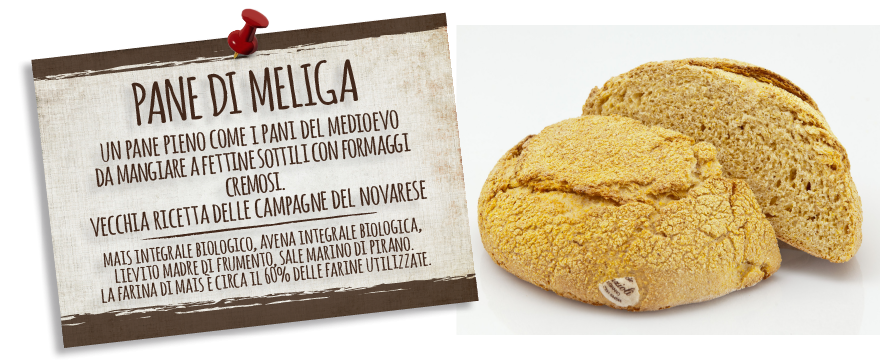 PANE DI MELIGA
UN PANE PIENO COME I PANI DEL MEDIOEVO
DA MANGIARE A FETTINE SOTTILI CON FORMAGGI
CREMOSI.
VECCHIA RICETTA DELLE CAMPAGNE DEL NOVARESE
MAIS INTEGRALE BIOLOGICO, AVENA INTEGRALE BIOLOGICA,
LIEVITO MADRE DI FRUMENTO, SALE MARINO DI PIRANO.
LA FARINA DI MAIS È CIRCA IL 60% DELLE FARINE UTILIZZATE.